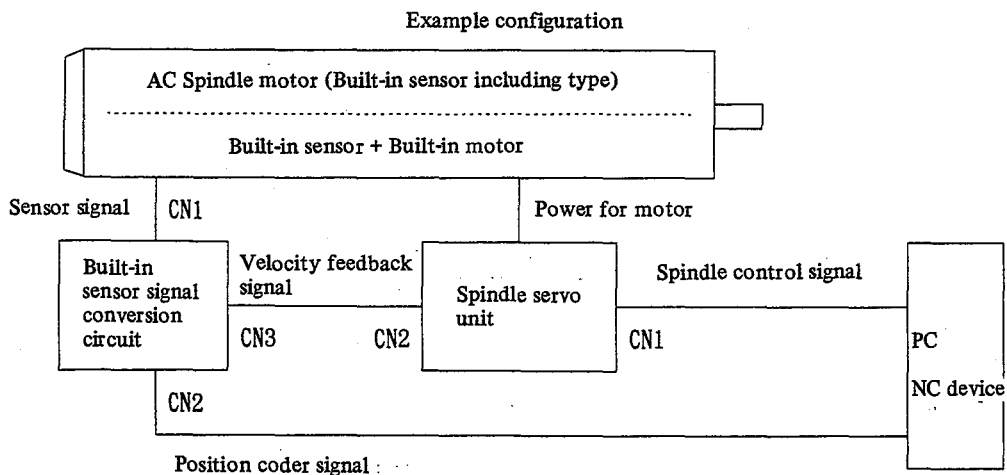 Example configuration
AC Spindle motor (Built-in sensor including type)
Built-in sensor + Built-in motor
Sensor signal
CN1
Power for motor
Built-in
sensor signal
conversion
circuit
Velocity feedback
signal
CN3
CN2
Spindle servo
unit
Spindle control signal
CN1
PC
NC device
CN2
Position coder signal